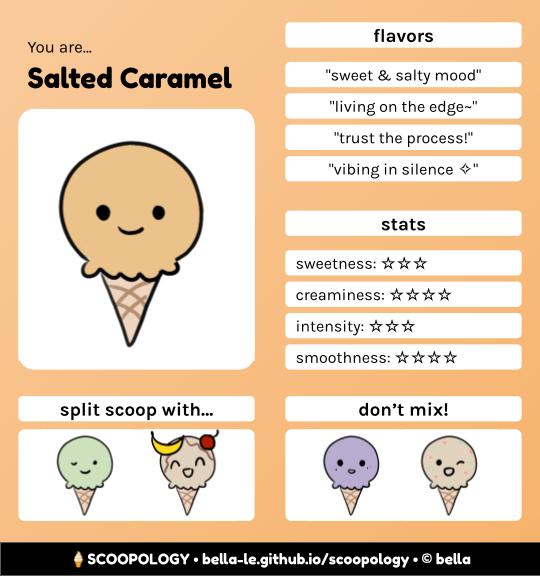 You are...
Salted Caramel
flavors
"sweet & salty mood"
"living on the edge~"
"trust the process!"
"vibing in silence ✧"
stats
sweetness: ☆☆☆
creaminess: ☆☆☆☆
intensity: ☆☆☆
smoothness: ☆☆☆☆
split scoop with...
don't mix!
🍦SCOOPOLOGY • bella-le.github.io/scoopology • © bella